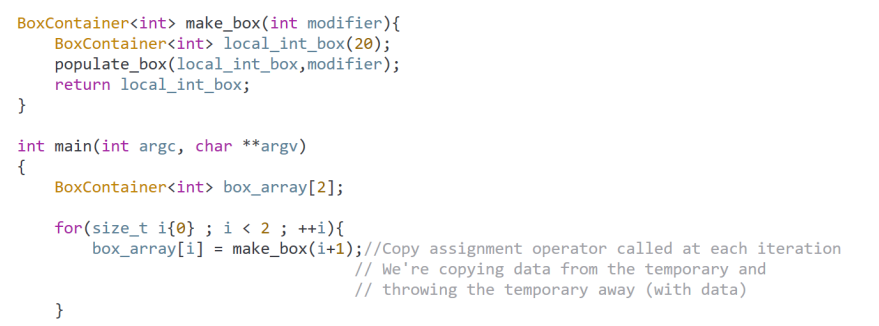 BoxContainer<int> make_box(int modifier){
    BoxContainer<int> local_int_box(20);
    populate_box(local_int_box,modifier);
    return local_int_box;
}

int main(int argc, char **argv)
{
    BoxContainer<int> box_array[2];

    for(size_t i{0} ; i < 2 ; ++i){
        box_array[i] = make_box(i+1);//Copy assignment operator called at each iteration
                                     // We're copying data from the temporary and
                                     // throwing the temporary away (with data)
    }